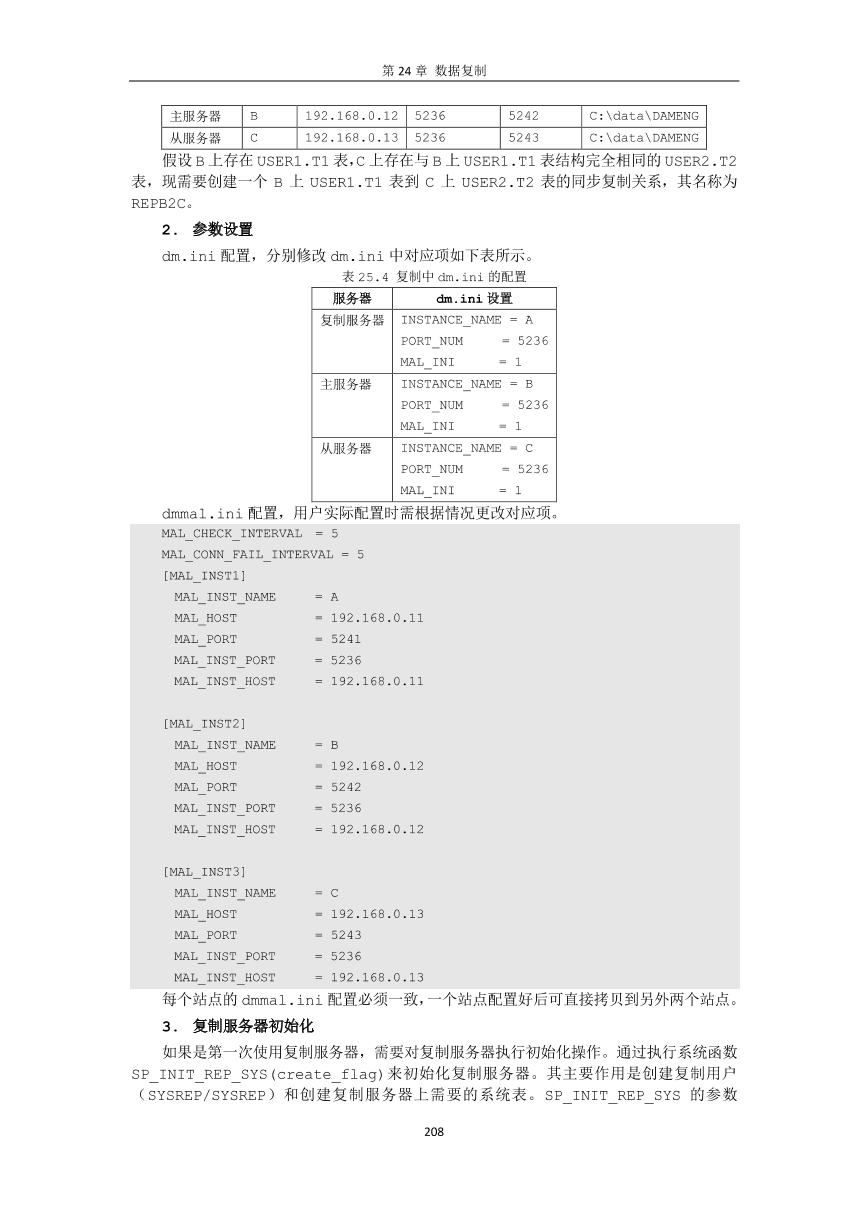 第 24 章 数据复制
主服务器 B 192.168.0.12 5236 5242 C:\data\DAMENG
从服务器 C 192.168.0.13 5236 5243 C:\data\DAMENG
假设 B 上存在 USER1.T1 表,C 上存在与 B 上 USER1.T1 表结构完全相同的 USER2.T2
表，现需要创建一个 B 上 USER1.T1 表到 C 上 USER2.T2 表的同步复制关系，其名称为
REPB2C。
2. 参数设置
dm.ini 配置，分别修改 dm.ini 中对应项如下表所示。
表 25.4 复制中 dm.ini 的配置
服务器 dm.ini 设置
复制服务器 INSTANCE_NAME = A
PORT_NUM = 5236
MAL_INI = 1
主服务器 INSTANCE_NAME = B
PORT_NUM = 5236
MAL_INI = 1
从服务器 INSTANCE_NAME = C
PORT_NUM = 5236
MAL_INI = 1
dmmal.ini 配置，用户实际配置时需根据情况更改对应项。
MAL_CHECK_INTERVAL = 5
MAL_CONN_FAIL_INTERVAL = 5
[MAL_INST1]
MAL_INST_NAME = A
MAL_HOST = 192.168.0.11
MAL_PORT = 5241
MAL_INST_PORT = 5236
MAL_INST_HOST = 192.168.0.11
[MAL_INST2]
MAL_INST_NAME = B
MAL_HOST = 192.168.0.12
MAL_PORT = 5242
MAL_INST_PORT = 5236
MAL_INST_HOST = 192.168.0.12
[MAL_INST3]
MAL_INST_NAME = C
MAL_HOST = 192.168.0.13
MAL_PORT = 5243
MAL_INST_PORT = 5236
MAL_INST_HOST = 192.168.0.13
每个站点的 dmmal.ini 配置必须一致，一个站点配置好后可直接拷贝到另外两个站点。
3. 复制服务器初始化
如果是第一次使用复制服务器，需要对复制服务器执行初始化操作。通过执行系统函数
SP_INIT_REP_SYS(create_flag)来初始化复制服务器。其主要作用是创建复制用户
（SYSREP/SYSREP）和创建复制服务器上需要的系统表。SP_INIT_REP_SYS 的参数
208